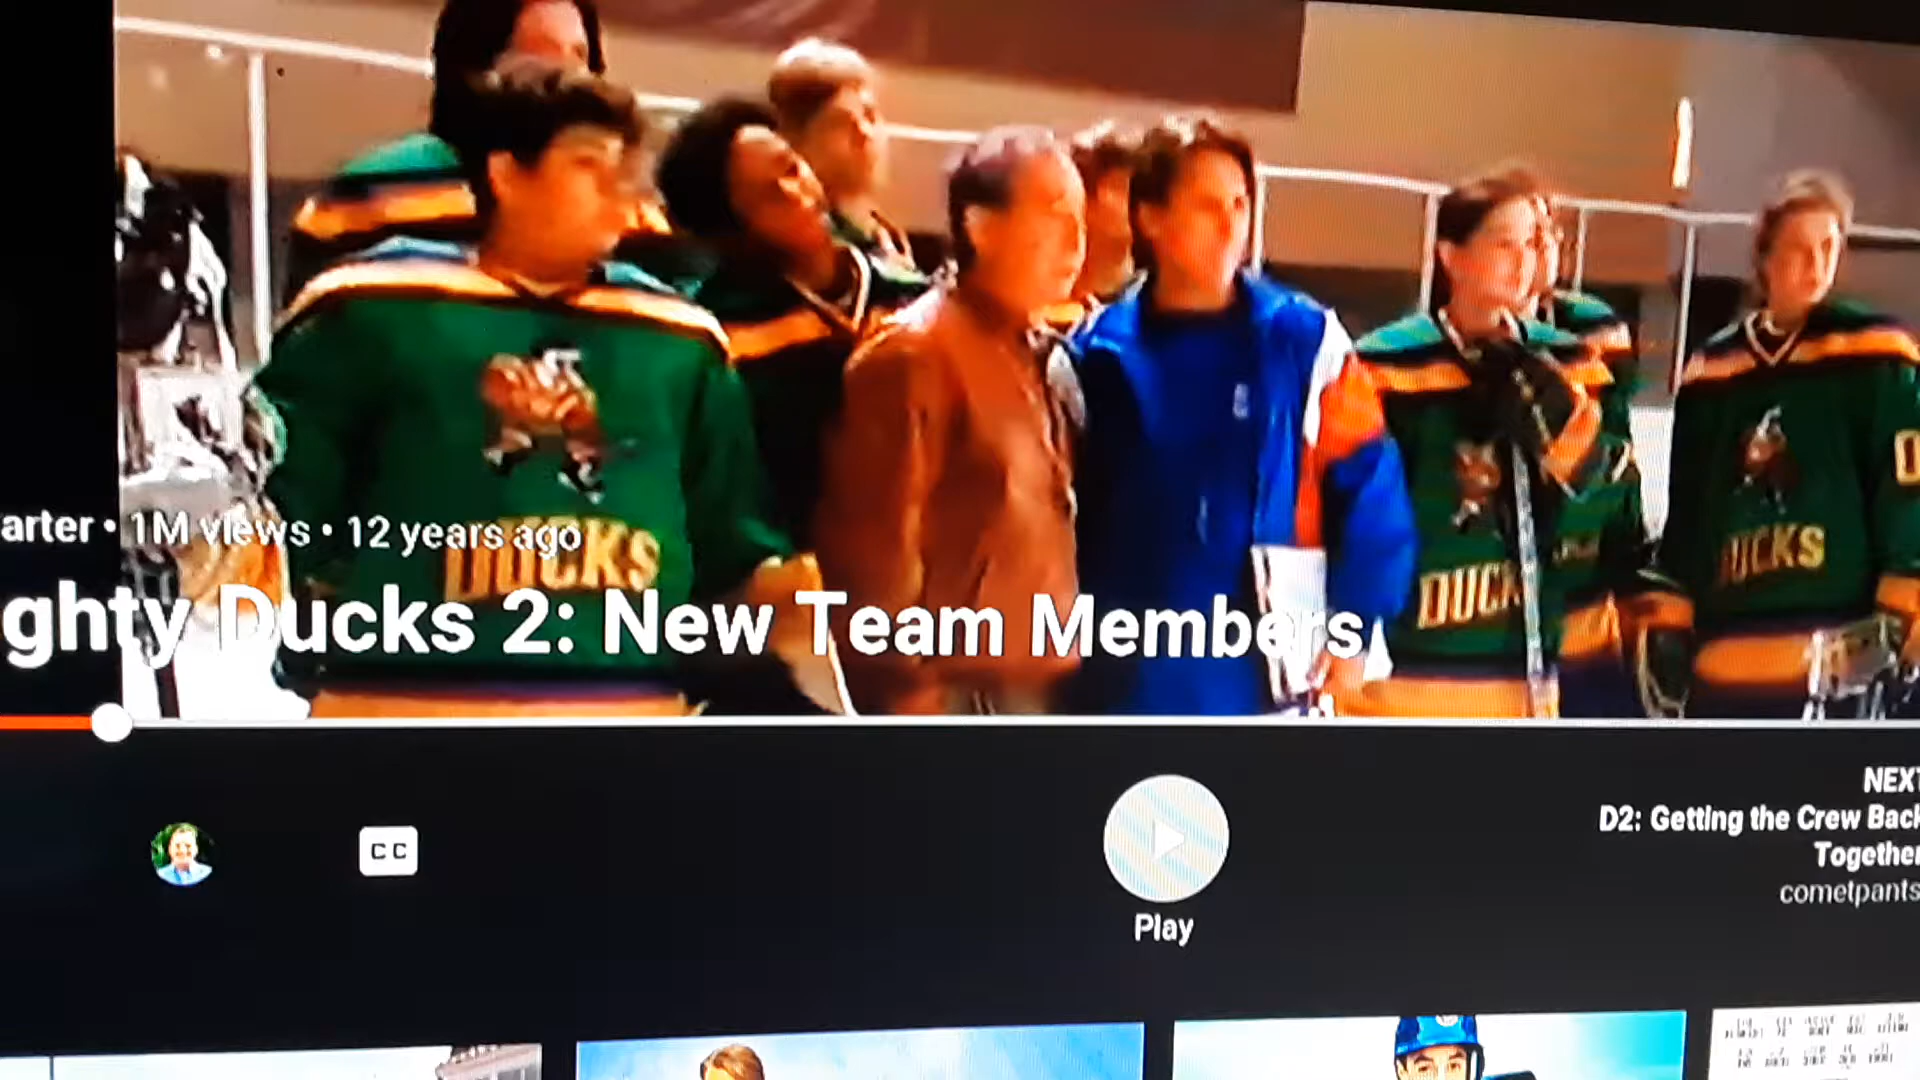 arter • 1M views • 12 years ago
ghty Ducks 2: New Team Members
DUCKS
DUCK
DUCKS
CC
Play
NEXT
D2: Getting the Crew Back
Together
cometpants